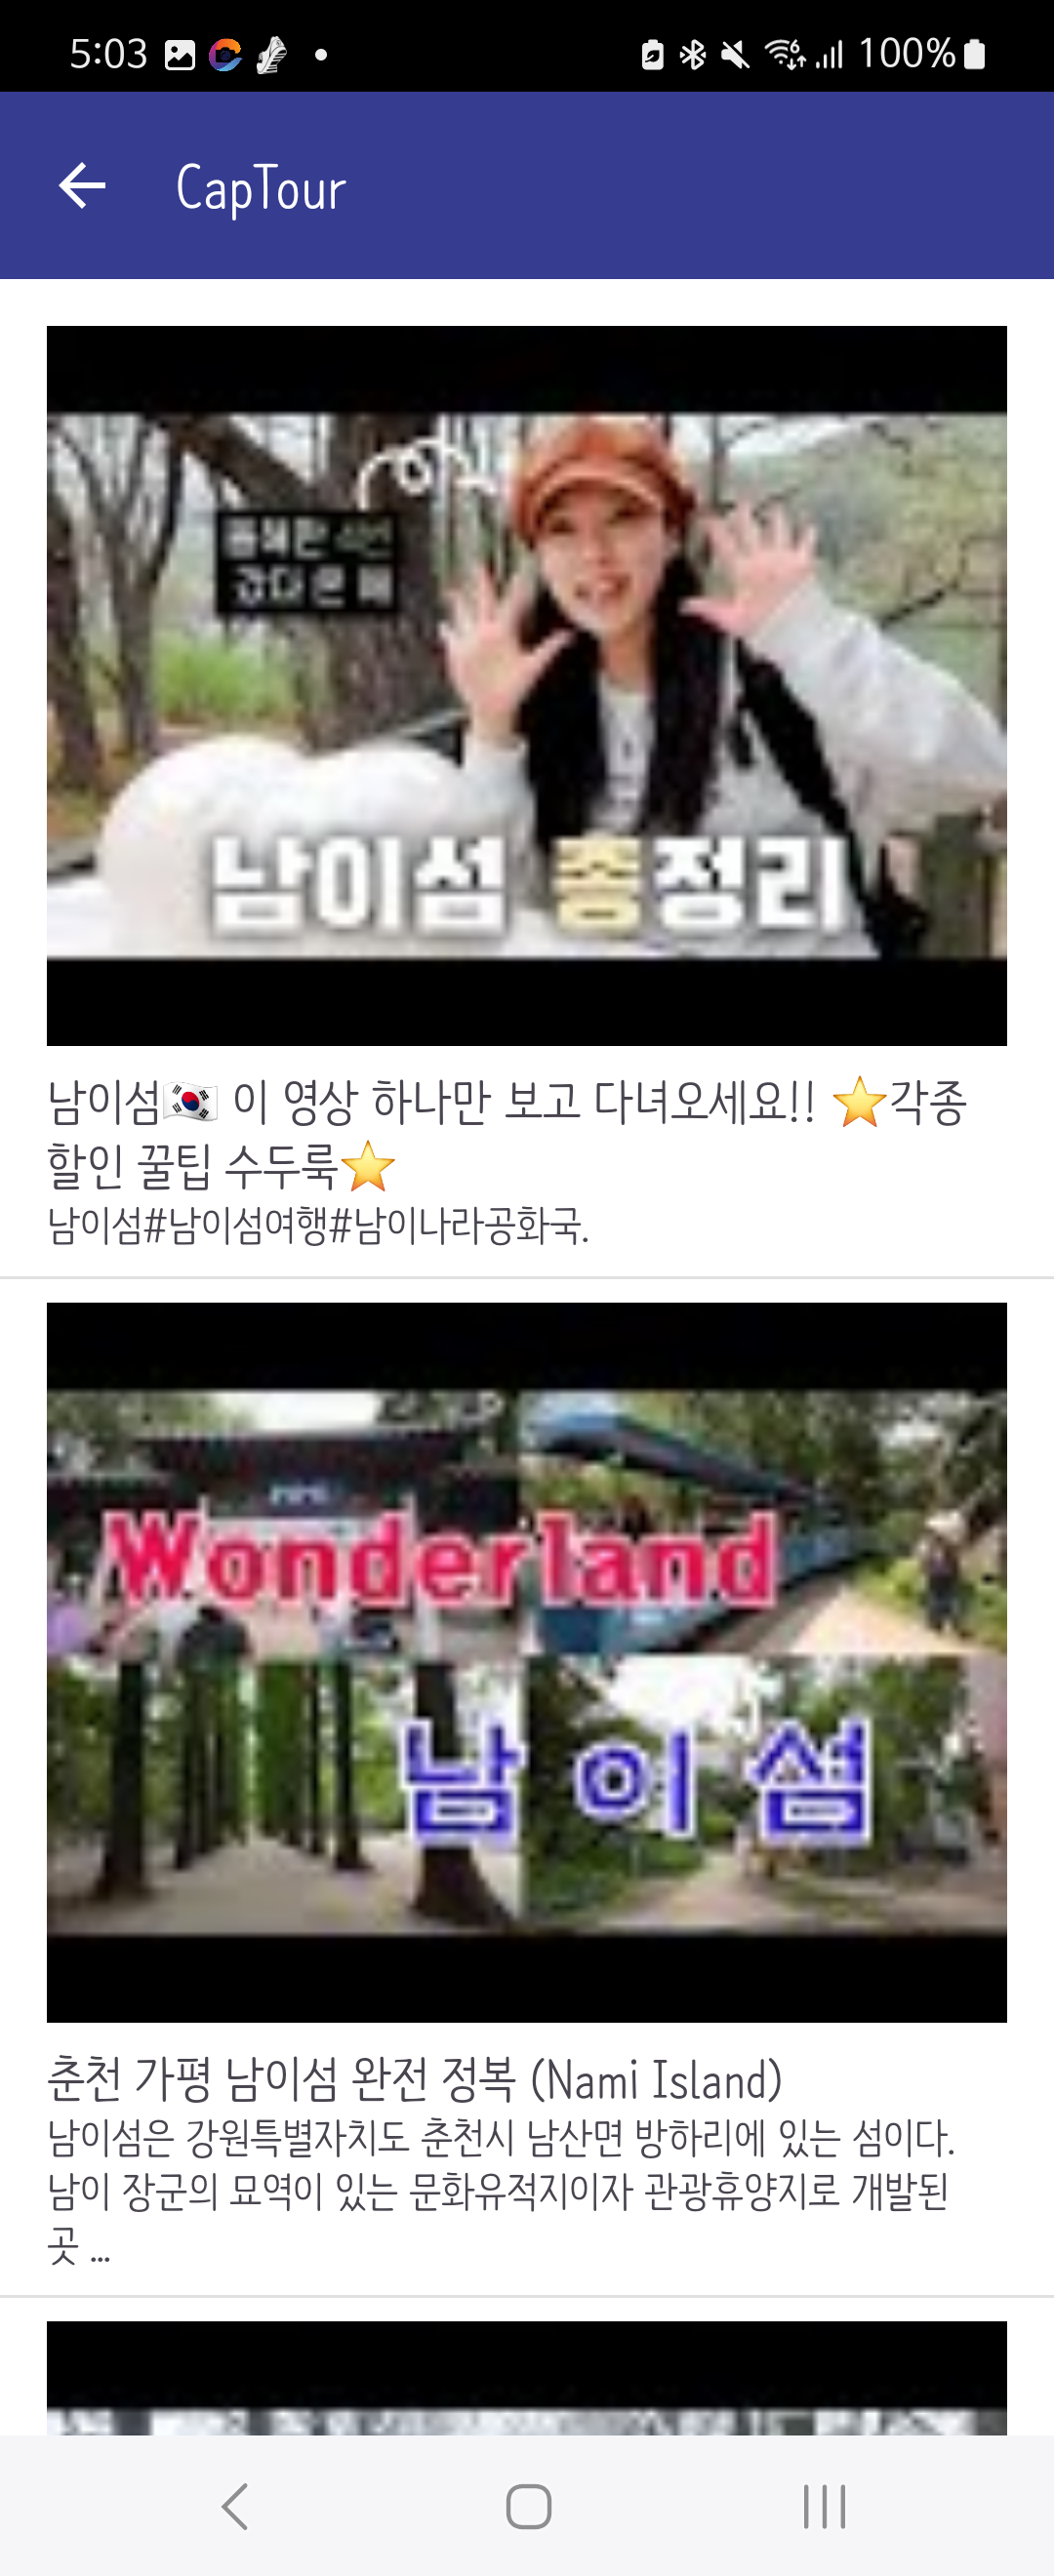 5:03
100%
CapTour
갔다 온 해
남이섬 총정리
남이섬🇰🇷 이 영상 하나만 보고 다녀오세요!! ⭐각종
할인 꿀팁 수두룩⭐
남이섬#남이섬여행#남이나라공화국.
Wonderland
남이섬
춘천 가평 남이섬 완전 정복 (Nami Island)
남이섬은 강원특별자치도 춘천시 남산면 방하리에 있는 섬이다.
남이 장군의 묘역이 있는 문화유적지이자 관광휴양지로 개발된
곳 ...